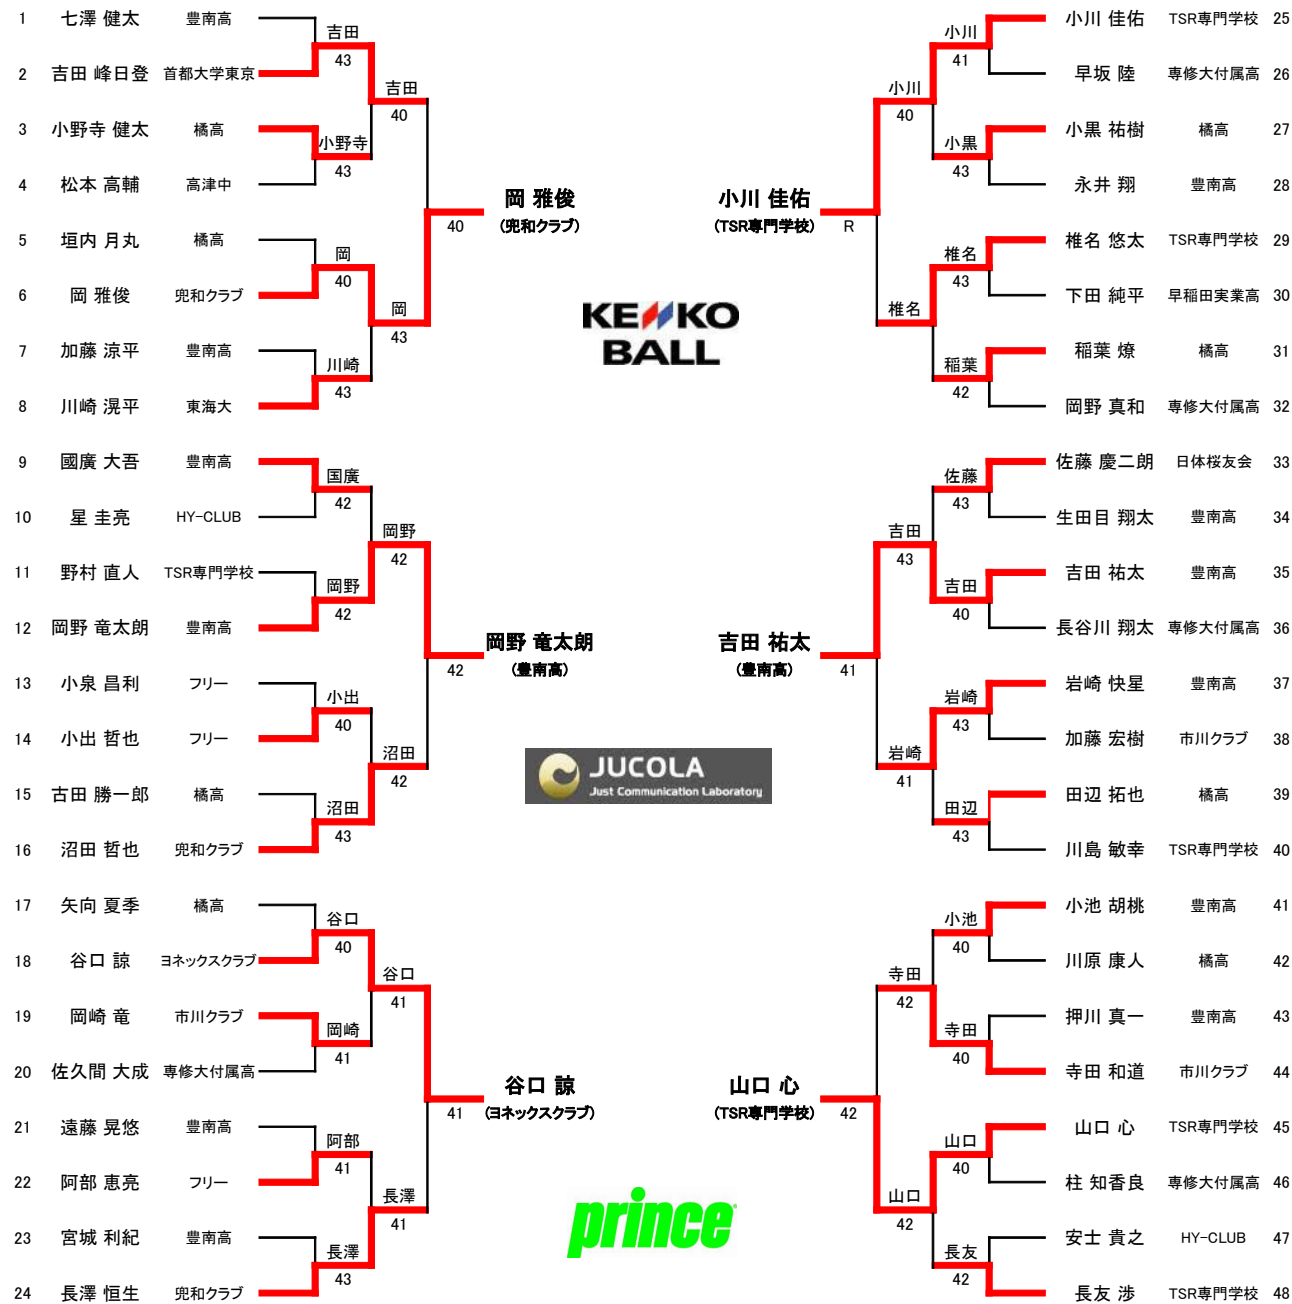 1 七澤 健太 豊南高
吉田
43
2 吉田 峰日登 首都大学東京
吉田
40
3 小野寺 健太 橘高
小野寺
43
4 松本 高輔 高津中
岡 雅俊
40 (兜和クラブ)
5 垣内 月丸 橘高
岡
40
6 岡 雅俊 兜和クラブ
岡
43
7 加藤 涼平 豊南高
川崎
43
8 川崎 滉平 東海大
9 國廣 大吾 豊南高
国廣
42
10 星 圭亮 HY-CLUB
岡野
42
11 野村 直人 TSR専門学校
岡野
42
12 岡野 竜太朗 豊南高
岡野 竜太朗
42 (豊南高)
13 小泉 昌利 フリー
小出
40
14 小出 哲也 フリー
沼田
42
15 古田 勝一郎 橘高
沼田
43
16 沼田 哲也 兜和クラブ
17 矢向 夏季 橘高
谷口
40
18 谷口 諒 ヨネックスクラブ
谷口
41
19 岡崎 竜 市川クラブ
岡崎
41
20 佐久間 大成 専修大付属高
谷口 諒
41 (ヨネックスクラブ)
21 遠藤 晃悠 豊南高
阿部
41
22 阿部 恵亮 フリー
長澤
41
23 宮城 利紀 豊南高
長澤
43
24 長澤 恒生 兜和クラブ
KENKO
BALL
JUCOLA
Just Communication Laboratory
prince
小川 佳佑 TSR専門学校 25
小川
41
早坂 陸 専修大付属高 26
小川
40
小黒 祐樹 橘高 27
小黒
43
永井 翔 豊南高 28
小川 佳佑
(TSR専門学校) R
椎名 悠太 TSR専門学校 29
椎名
43
下田 純平 早稲田実業高 30
椎名
稲葉 燎 橘高 31
稲葉
42
岡野 真和 専修大付属高 32
佐藤 慶二朗 日体桜友会 33
佐藤
43
生田目 翔太 豊南高 34
吉田
43
吉田 祐太 豊南高 35
吉田
40
長谷川 翔太 専修大付属高 36
吉田 祐太
(豊南高) 41
岩崎 快星 豊南高 37
岩崎
43
加藤 宏樹 市川クラブ 38
岩崎
41
田辺 拓也 橘高 39
田辺
43
川島 敏幸 TSR専門学校 40
小池 胡桃 豊南高 41
小池
40
川原 康人 橘高 42
寺田
42
押川 真一 豊南高 43
寺田
40
寺田 和道 市川クラブ 44
山口 心
(TSR専門学校) 42
山口 心 TSR専門学校 45
山口
40
柱 知香良 専修大付属高 46
山口
42
安士 貴之 HY-CLUB 47
長友
42
長友 渉 TSR専門学校 48